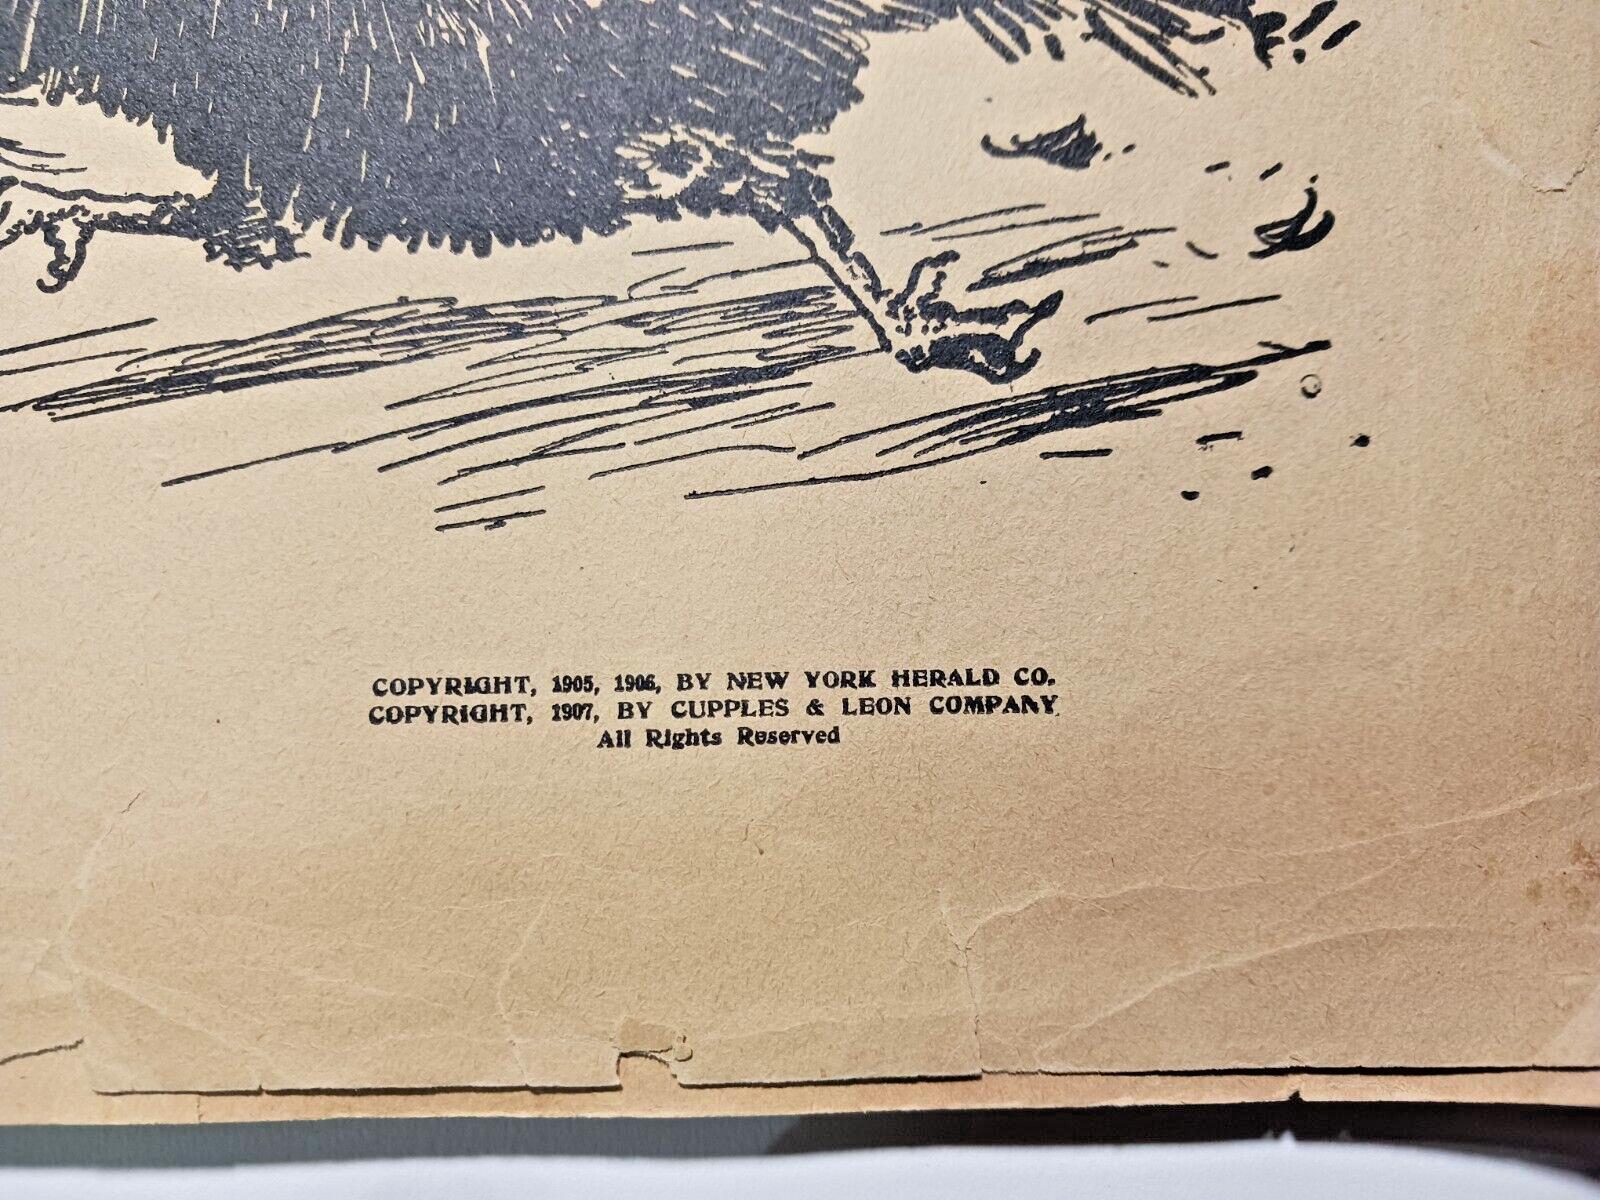 COPYRIGHT, 1905, 1906, BY NEW YORK HERALD CO.
COPYRIGHT, 1907, BY CUPPLES & LEON COMPANY
All Rights Reserved